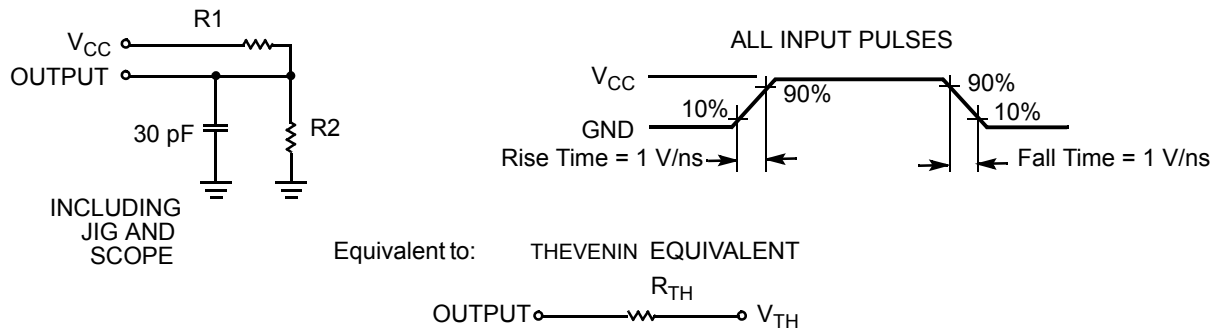 R1
VCC
OUTPUT
30 pF
R2
INCLUDING
JIG AND
SCOPE
ALL INPUT PULSES
VCC
GND
10%
90%
90%
10%
Rise Time = 1 V/ns
Fall Time = 1 V/ns
Equivalent to: THEVENIN EQUIVALENT
RTH
OUTPUT
VTH